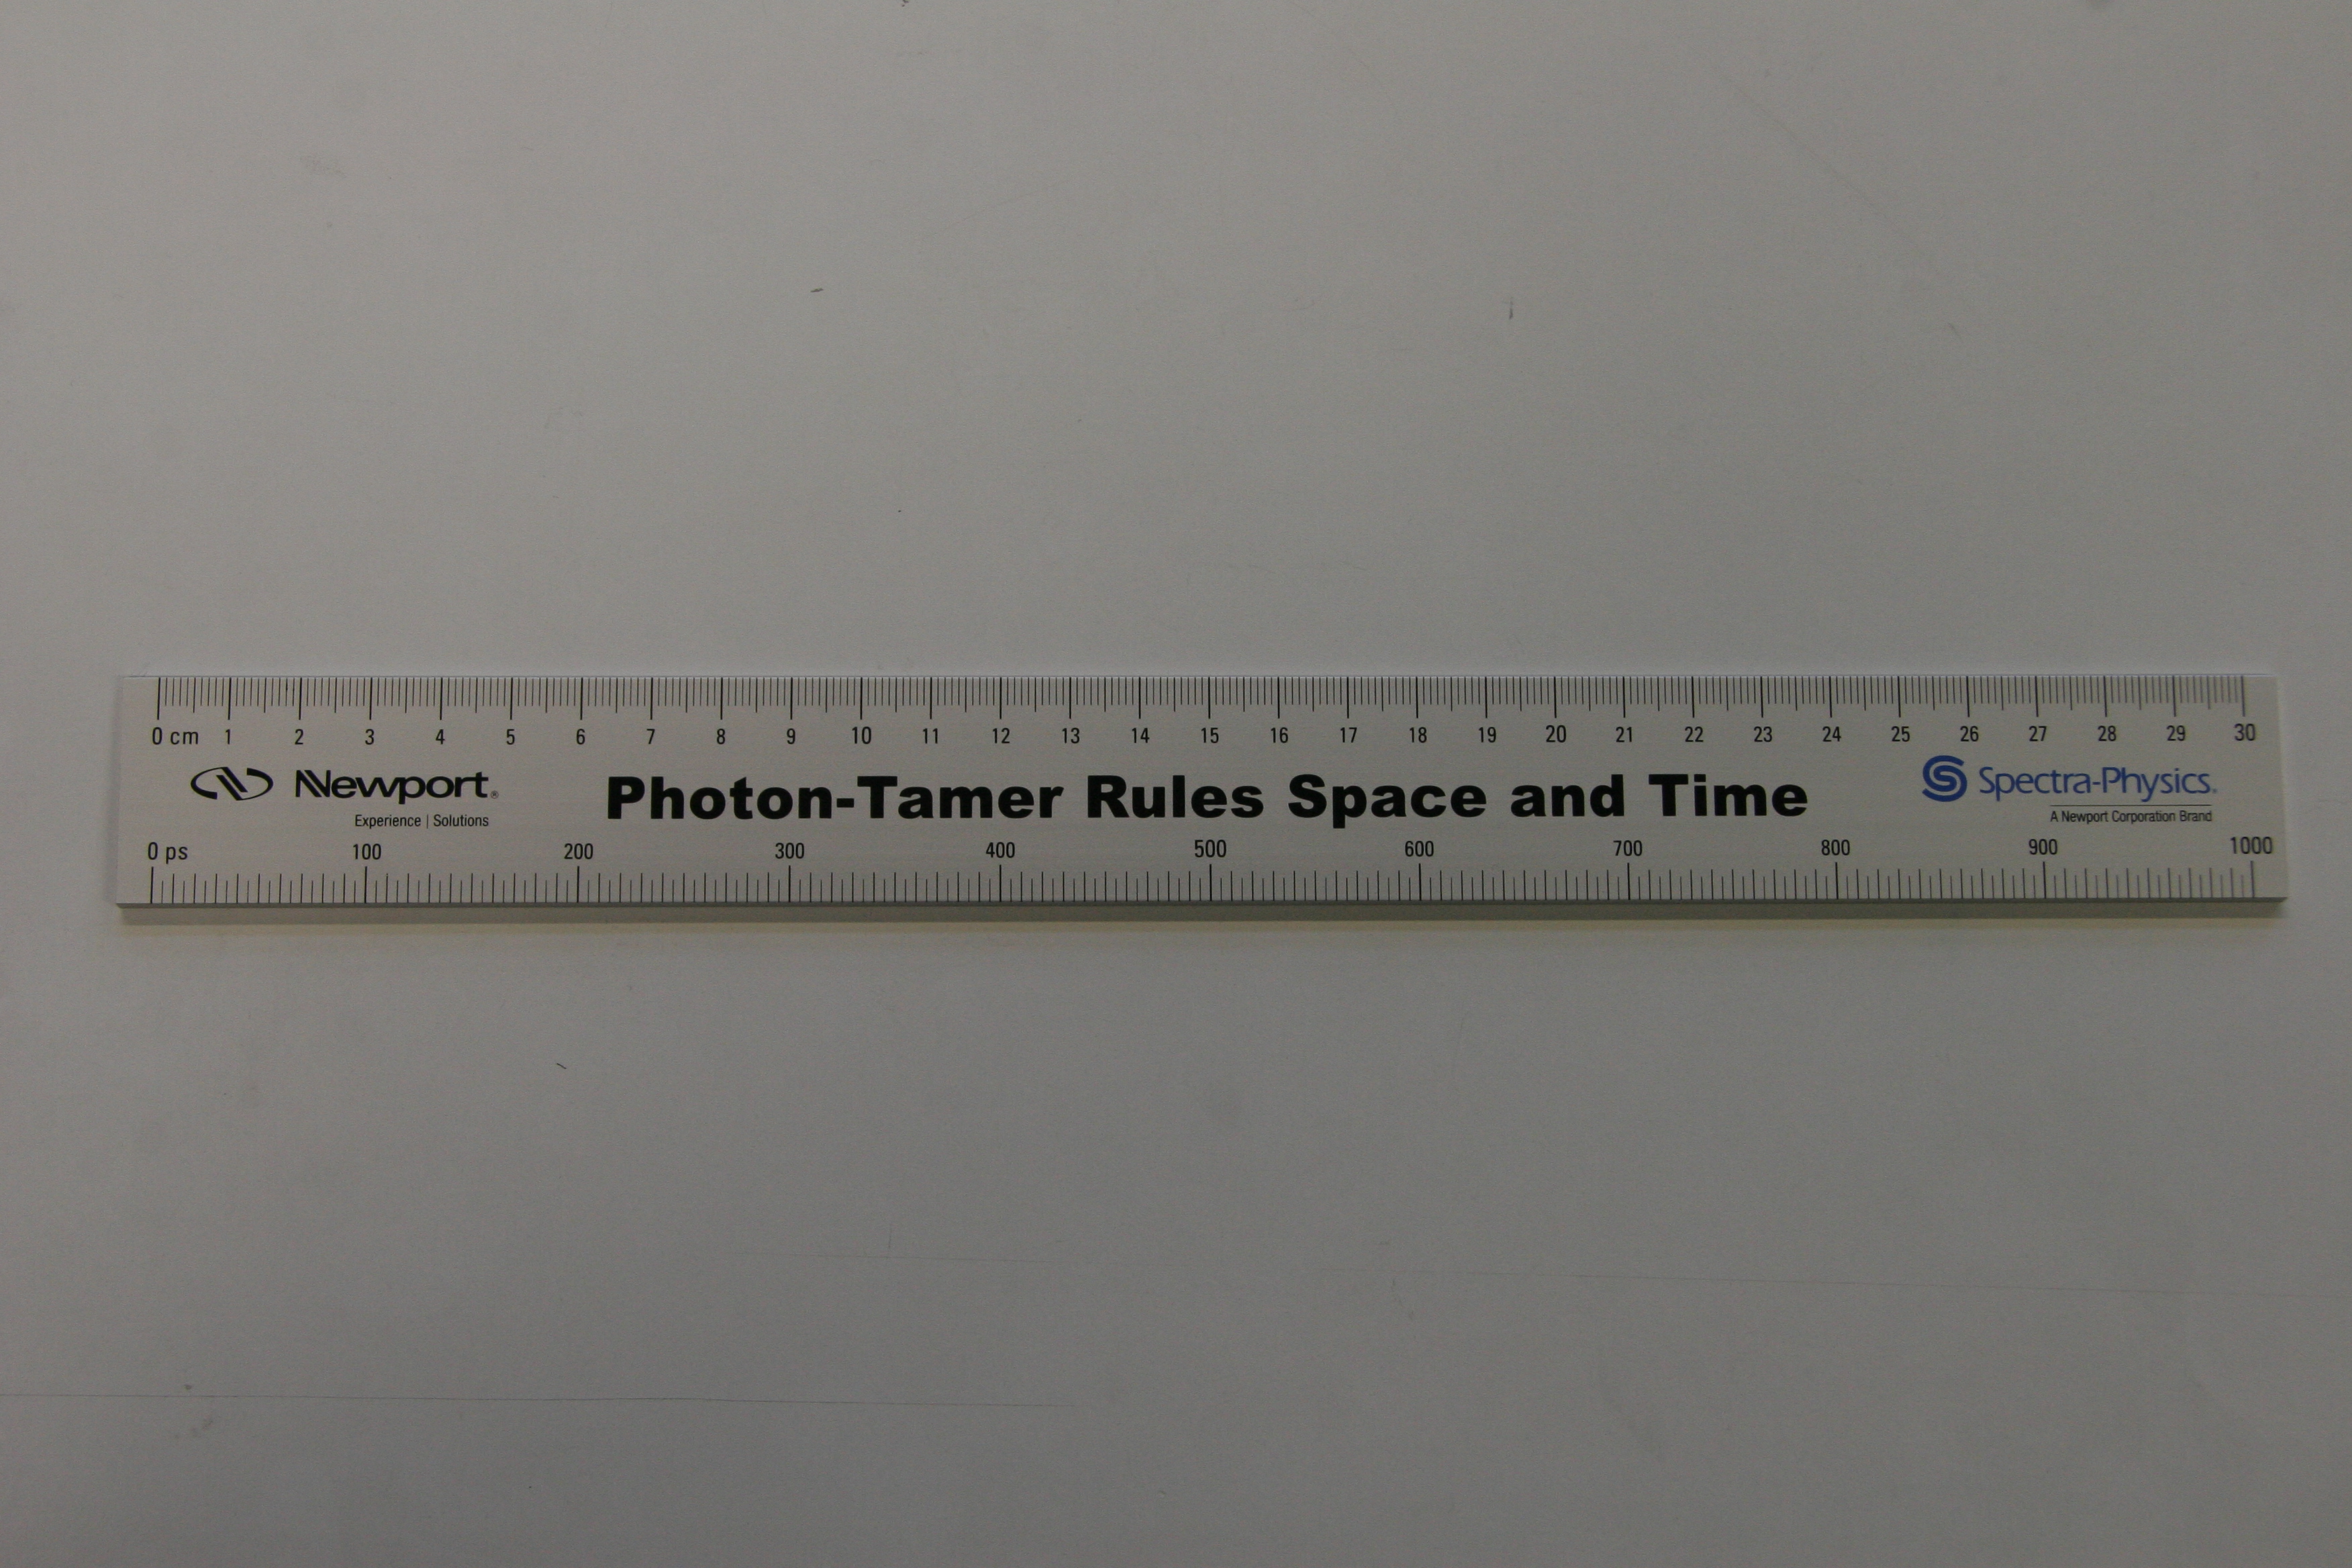 0 cm 1 2 3 4 5 6 7 8 9 10 11 12 13 14 15 16 17 18 19 20 21 22 23 24 25 26 27 28 29 30
Newport®
Experience | Solutions
Photon-Tamer Rules Space and Time
Spectra-Physics®
A Newport Corporation Brand
0 ps 100 200 300 400 500 600 700 800 900 1000